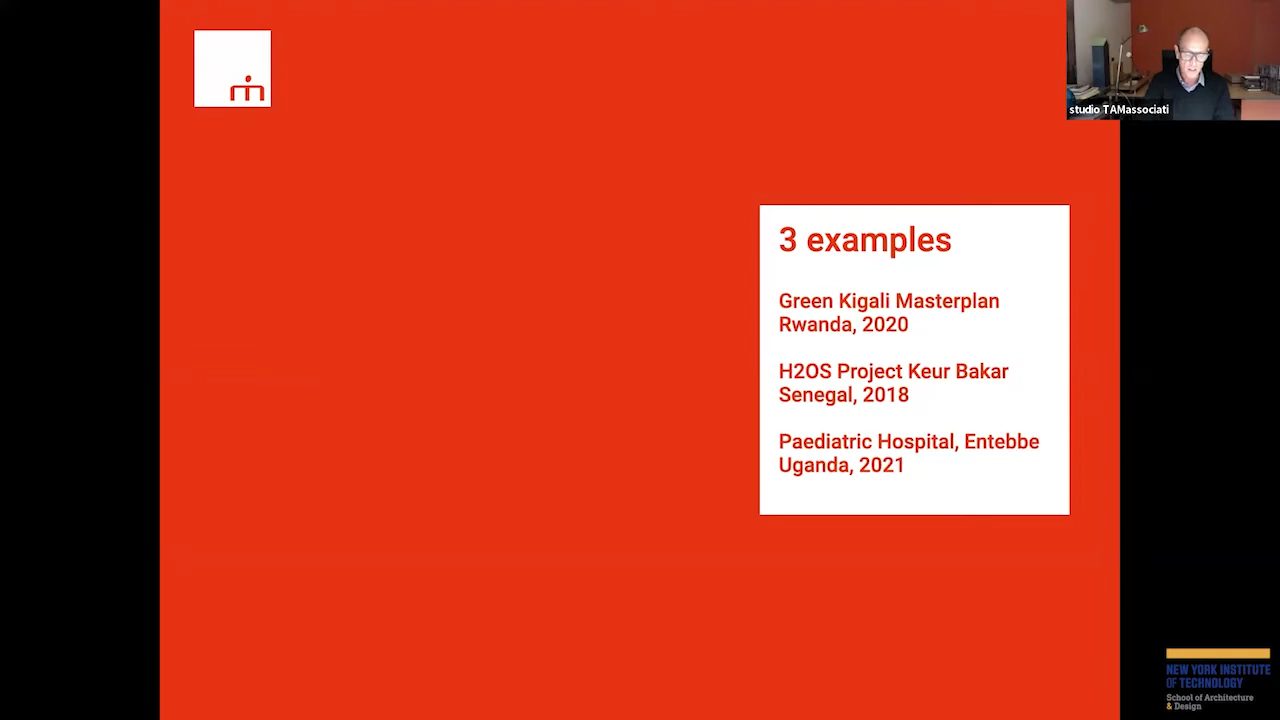 studio TAMassociati
3 examples
Green Kigali Masterplan
Rwanda, 2020
H2OS Project Keur Bakar
Senegal, 2018
Paediatric Hospital, Entebbe
Uganda, 2021
NEW YORK INSTITUTE
OF TECHNOLOGY
School of Architecture
& Design